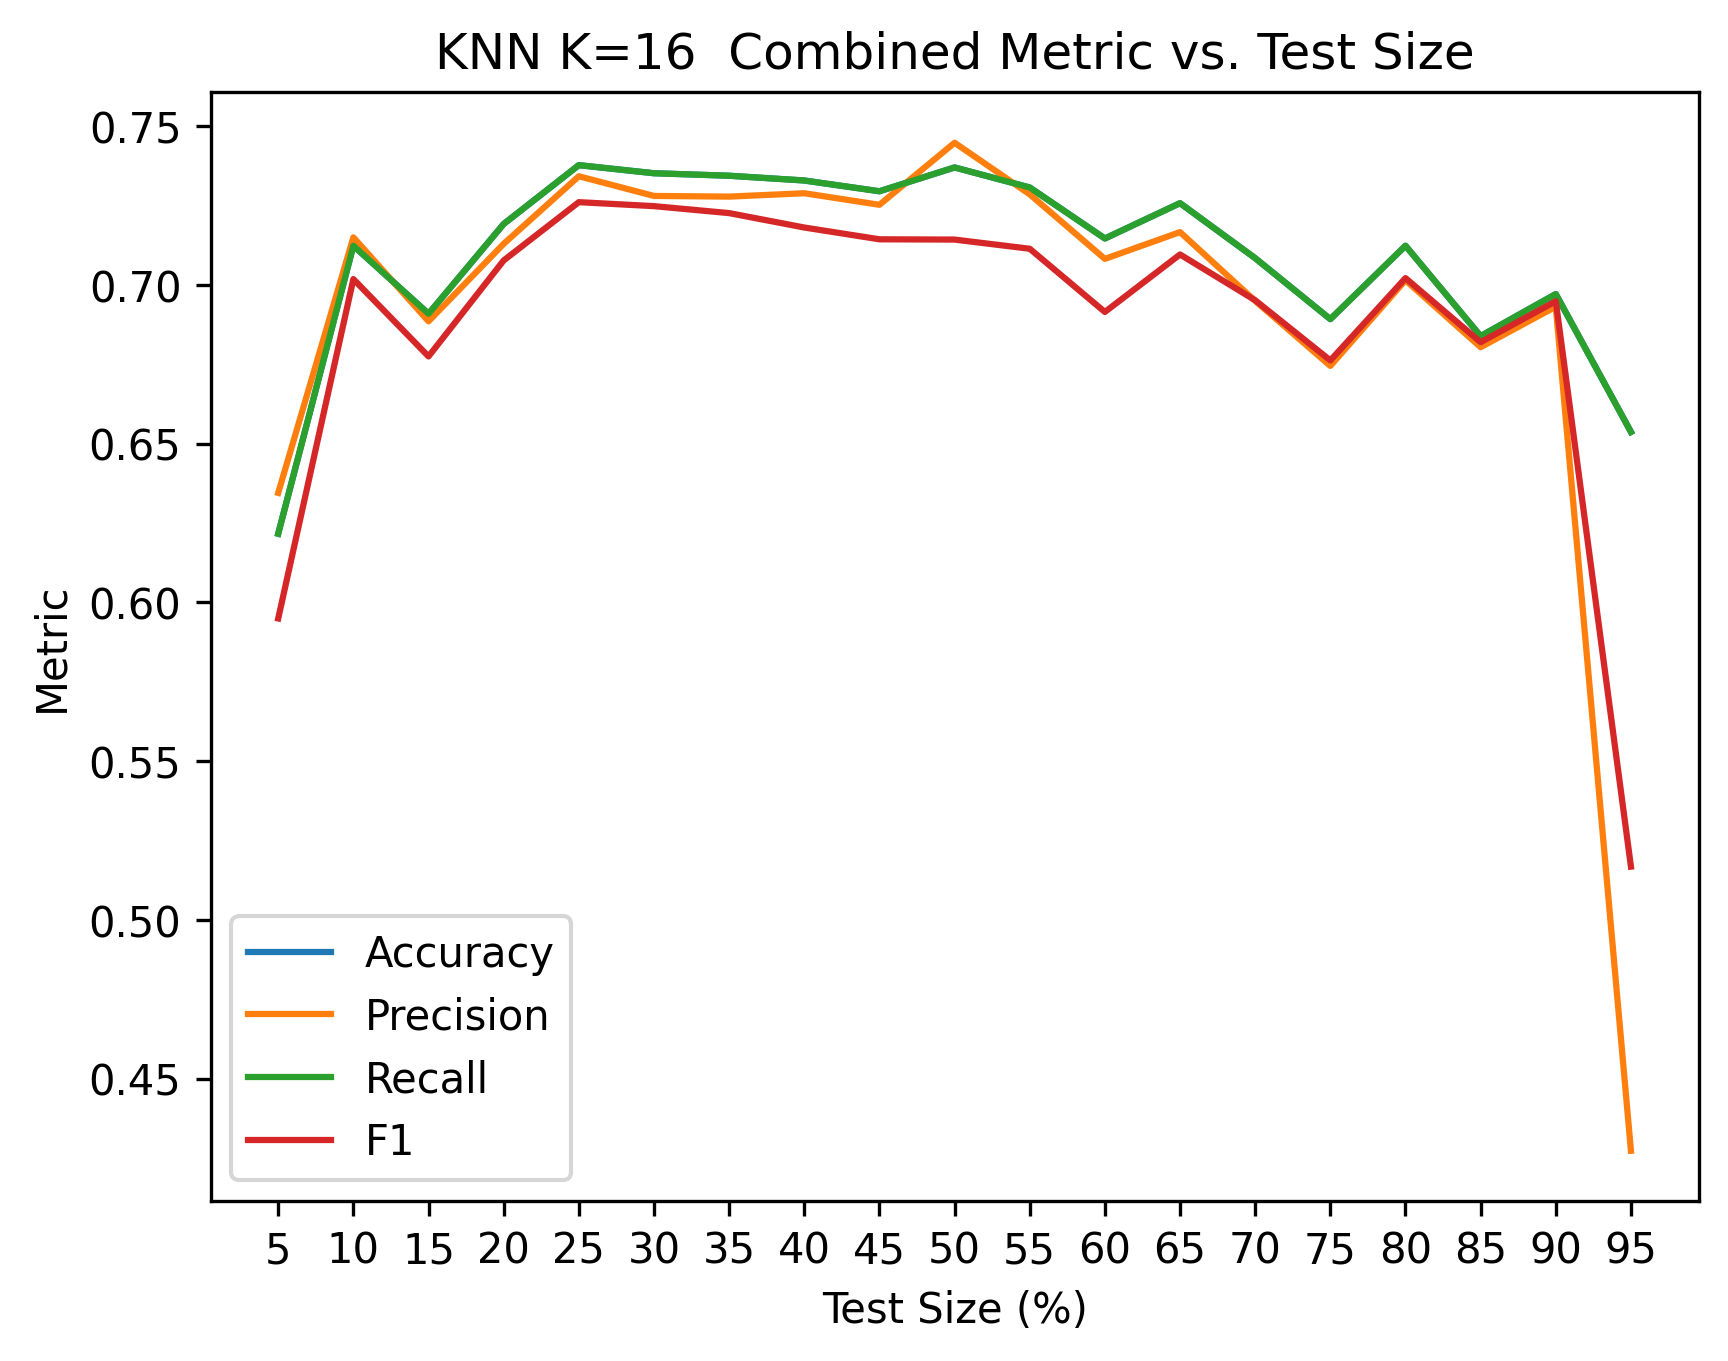 KNN K=16  Combined Metric vs. Test Size
0.75
0.70
0.65
0.60
0.55
0.50
0.45
Metric
Accuracy
Precision
Recall
F1
5 10 15 20 25 30 35 40 45 50 55 60 65 70 75 80 85 90 95
Test Size (%)